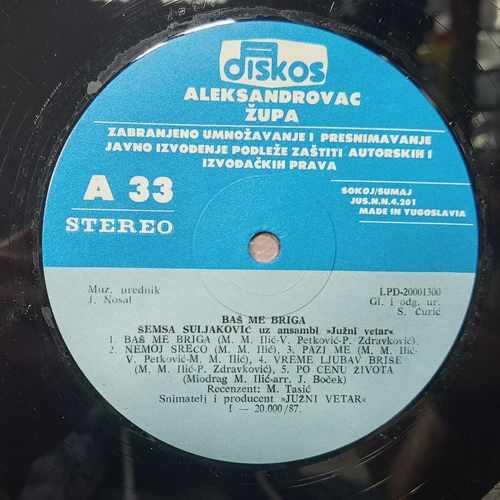 diskos
ALEKSANDROVAC
ŽUPA
ZABRANJENO UMNOŽAVANJE I PRESNIMAVANJE
JAVNO IZVOĐENJE PODLEŽE ZAŠTITI AUTORSKIH I
IZVOĐAČKIH PRAVA
A 33
STEREO
SOKOJ/SUMAJ
JUS.N.N.4.201
MADE IN YUGOSLAVIA
Muz. urednik
J. Nosal
LPD-20001300
Gl. i odg. ur.
S. Ćurić
BAŠ ME BRIGA
ŠEMSA SULJAKOVIĆ uz ansambl »Južni vetar«
1. BAŠ ME BRIGA (M. M. Ilić-V. Petković-P. Zdravković),
2. NEMOJ SREĆO (M. M. Ilić), 3. PAZI ME (M. M. Ilić-
V. Petković-M. M. Ilić), 4. VREME LJUBAV BRIŠE (M.
M. Ilić-P. Zdravković), 5. PO CENU ŽIVOTA
(Miodrag M. Ilić-arr. J. Boček)
Recenzent: M. Tasić
Snimatelj i producent »JUŽNI VETAR«
I — 20.000/87.